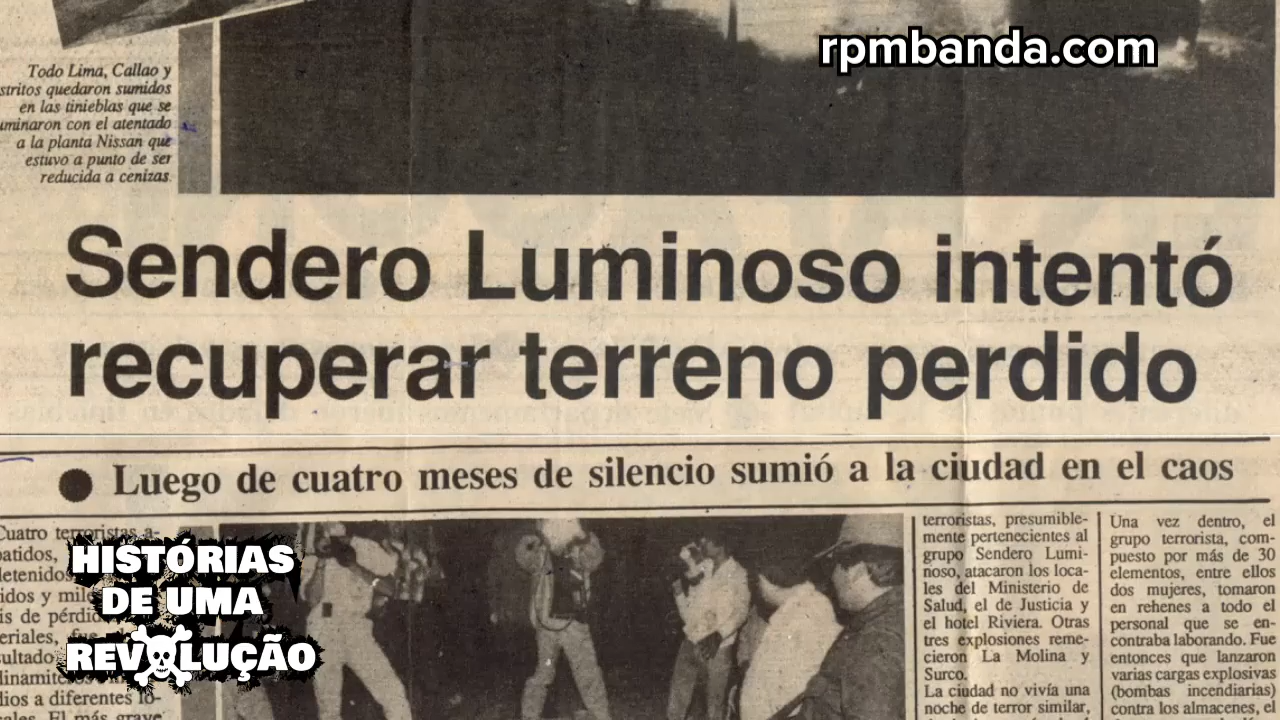 rpmbanda.com
Todo Lima, Callao y
stritos quedaron sumidos
en las tinieblas que se
uminaron con el atentado
a la planta Nissan que
estuvo a punto de ser
reducida a cenizas.
Sendero Luminoso intentó
recuperar terreno perdido
Luego de cuatro meses de silencio sumió a la ciudad en el caos
Cuatro terroristas a-
batidos,
detenidos
idos y mil
is de pérdi
eriales,
sultado
dinamite
dios a diferentes lo-
cales. El más grave
HISTÓRIAS
DE UMA
REVOLUÇÃO
terroristas, presumible-
mente pertenecientes al
grupo Sendero Lumi-
noso, atacaron los loca-
les del Ministerio de
Salud, el de Justicia y
el hotel Riviera. Otras
tres explosiones reme-
cieron La Molina y
Surco.
La ciudad no vivía una
noche de terror similar,
Una vez dentro, el
grupo terrorista, com-
puesto por más de 30
elementos, entre ellos
dos mujeres, tomaron
en rehenes a todo el
personal que se en-
contraba laborando. Fue
entonces que lanzaron
varias cargas explosivas
(bombas incendiarias)
contra los almacenes, el